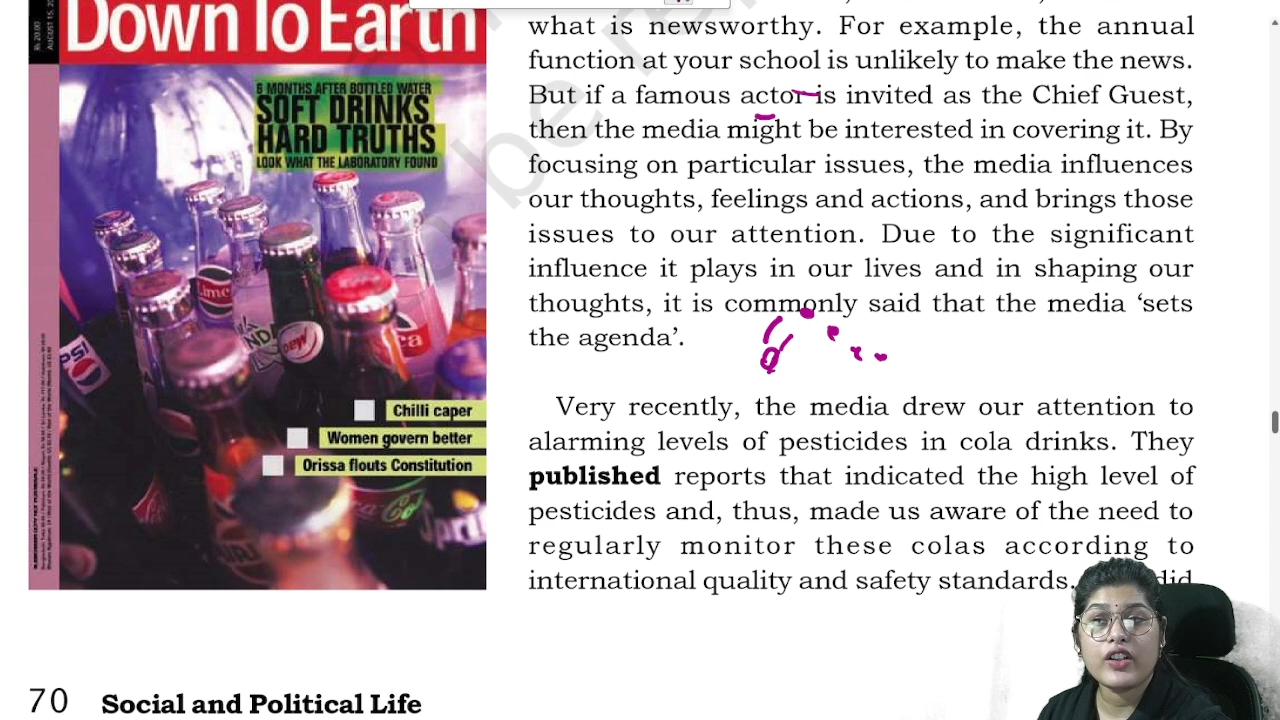 Rs 20.00
Down To Earth
6 MONTHS AFTER BOTTLED WATER
SOFT DRINKS
HARD TRUTHS
LOOK WHAT THE LABORATORY FOUND
Chilli caper
Women govern better
Orissa flouts Constitution
what is newsworthy. For example, the annual
function at your school is unlikely to make the news.
But if a famous actor is invited as the Chief Guest,
then the media might be interested in covering it. By
focusing on particular issues, the media influences
our thoughts, feelings and actions, and brings those
issues to our attention. Due to the significant
influence it plays in our lives and in shaping our
thoughts, it is commonly said that the media ‘sets
the agenda’.
Very recently, the media drew our attention to
alarming levels of pesticides in cola drinks. They
published reports that indicated the high level of
pesticides and, thus, made us aware of the need to
regularly monitor these colas according to
international quality and safety standards. did
70 Social and Political Life